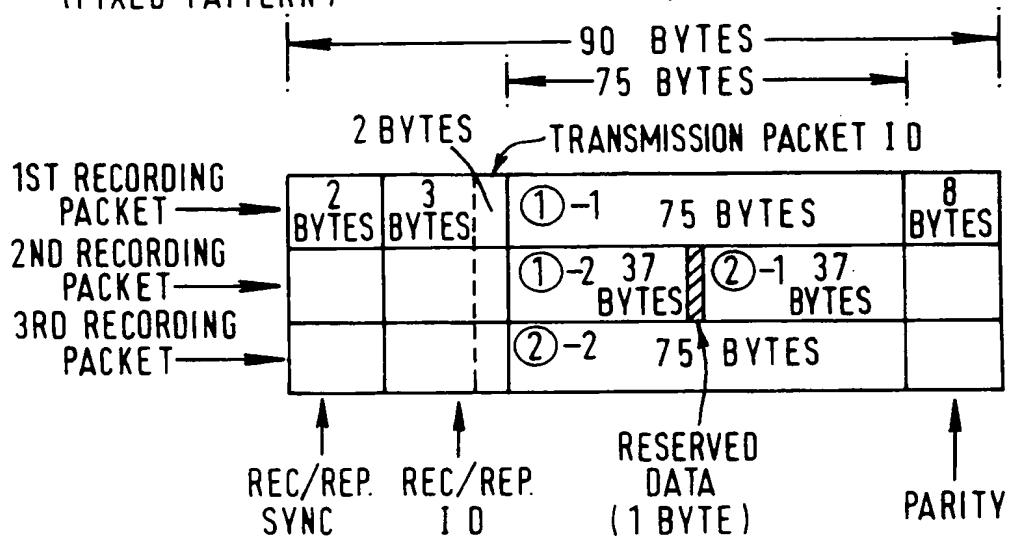 (FIXED PATTERN)
90 BYTES
75 BYTES
2 BYTES
TRANSMISSION PACKET ID
1ST RECORDING
PACKET
2
BYTES
3
BYTES
①-1 75 BYTES
8
BYTES
2ND RECORDING
PACKET
①-2 37
BYTES
②-1 37
BYTES
3RD RECORDING
PACKET
②-2 75 BYTES
REC/REP.
SYNC
REC/REP.
ID
RESERVED
DATA
(1 BYTE)
PARITY